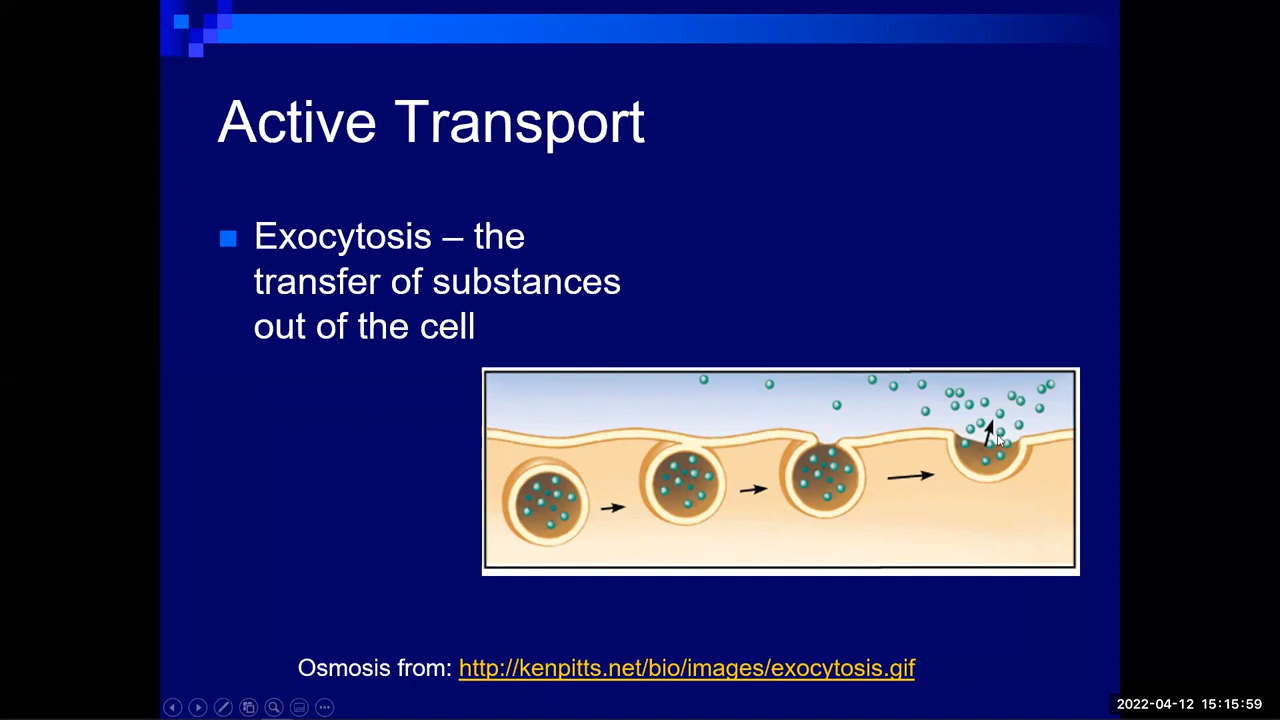 Active Transport
Exocytosis – the
transfer of substances
out of the cell
Osmosis from: http://kenpitts.net/bio/images/exocytosis.gif
2022-04-12 15:15:59